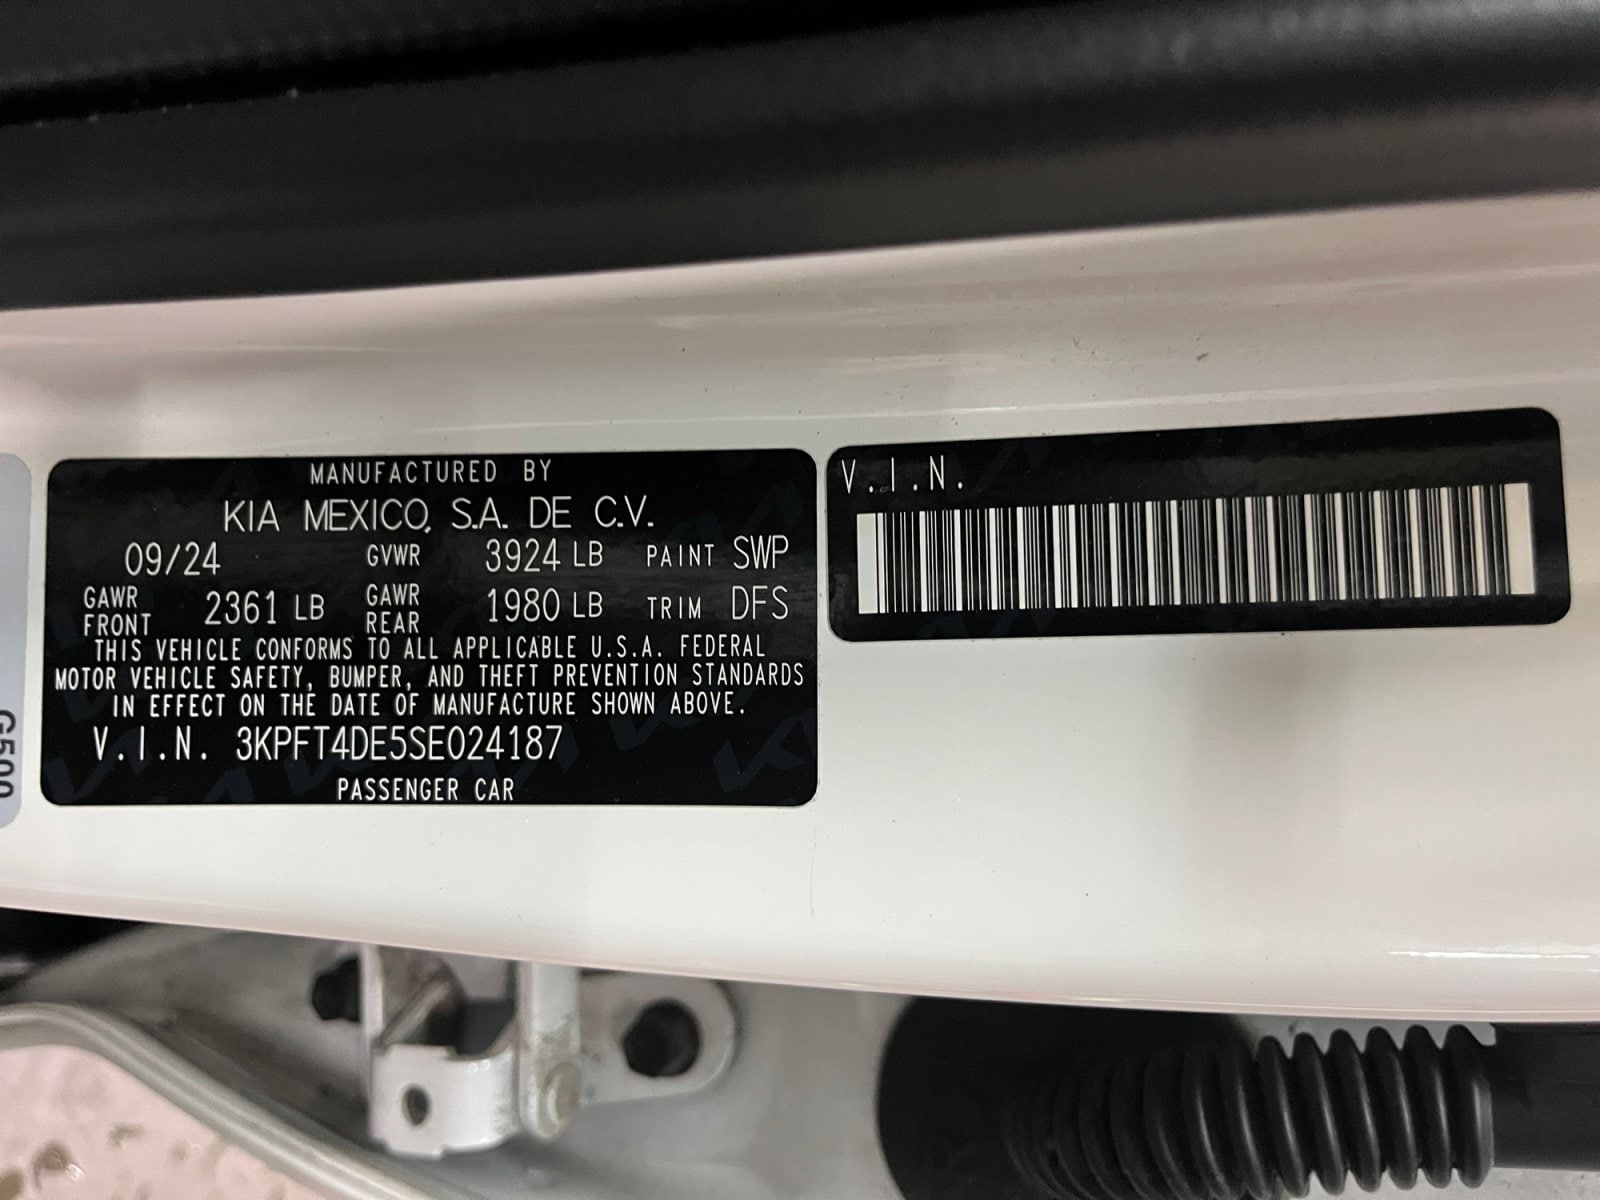 MANUFACTURED BY
KIA MEXICO, S.A. DE C.V.
09/24 GVWR 3924 LB PAINT SWP
GAWR FRONT 2361 LB GAWR REAR 1980 LB TRIM DFS
THIS VEHICLE CONFORMS TO ALL APPLICABLE U.S.A. FEDERAL
MOTOR VEHICLE SAFETY, BUMPER, AND THEFT PREVENTION STANDARDS
IN EFFECT ON THE DATE OF MANUFACTURE SHOWN ABOVE.
V.I.N. 3KPFT4DE5SE024187
PASSENGER CAR
V.I.N.
G500